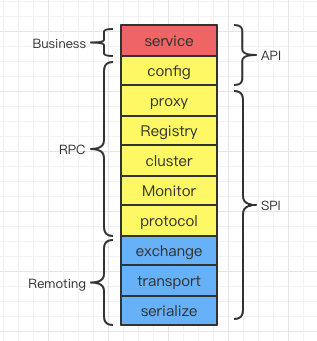 service
config
proxy
Registry
cluster
Monitor
protocol
exchange
transport
serialize
Business
RPC
Remoting
API
SPI